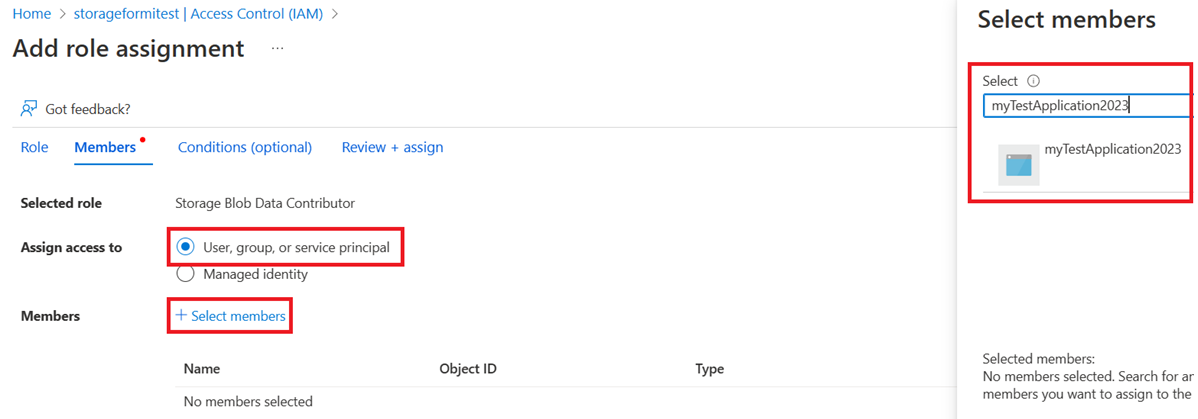 Home > storageformitest | Access Control (IAM) >
Add role assignment ...
Got feedback?
Role Members Conditions (optional) Review + assign
Selected role Storage Blob Data Contributor
Assign access to User, group, or service principal
Managed identity
Members + Select members
Name Object ID Type
No members selected
Select members
Select
myTestApplication2023
myTestApplication2023
Selected members:
No members selected. Search for
members you want to assign to the